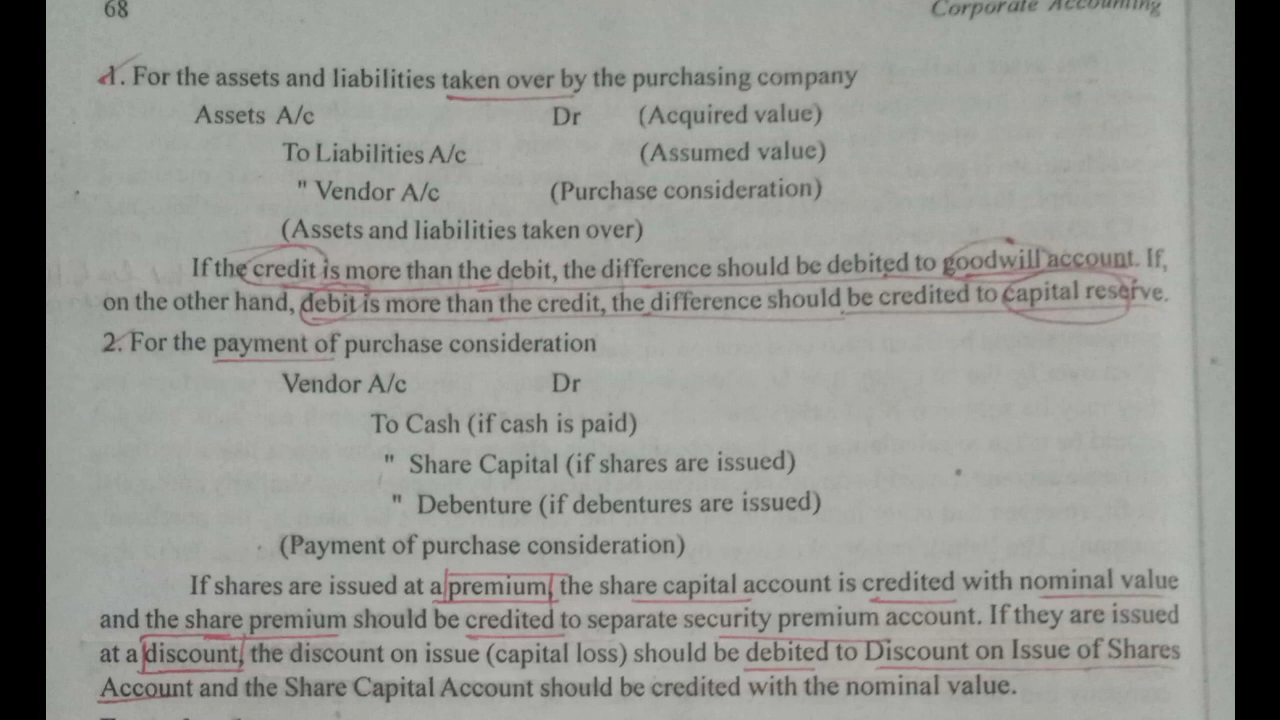 68
Corporate Accounting
1. For the assets and liabilities taken over by the purchasing company
Assets A/c Dr (Acquired value)
To Liabilities A/c (Assumed value)
" Vendor A/c (Purchase consideration)
(Assets and liabilities taken over)
If the credit is more than the debit, the difference should be debited to goodwill account. If,
on the other hand, debit is more than the credit, the difference should be credited to capital reserve.
2. For the payment of purchase consideration
Vendor A/c Dr
To Cash (if cash is paid)
" Share Capital (if shares are issued)
" Debenture (if debentures are issued)
(Payment of purchase consideration)
If shares are issued at a premium, the share capital account is credited with nominal value
and the share premium should be credited to separate security premium account. If they are issued
at a discount, the discount on issue (capital loss) should be debited to Discount on Issue of Shares
Account and the Share Capital Account should be credited with the nominal value.